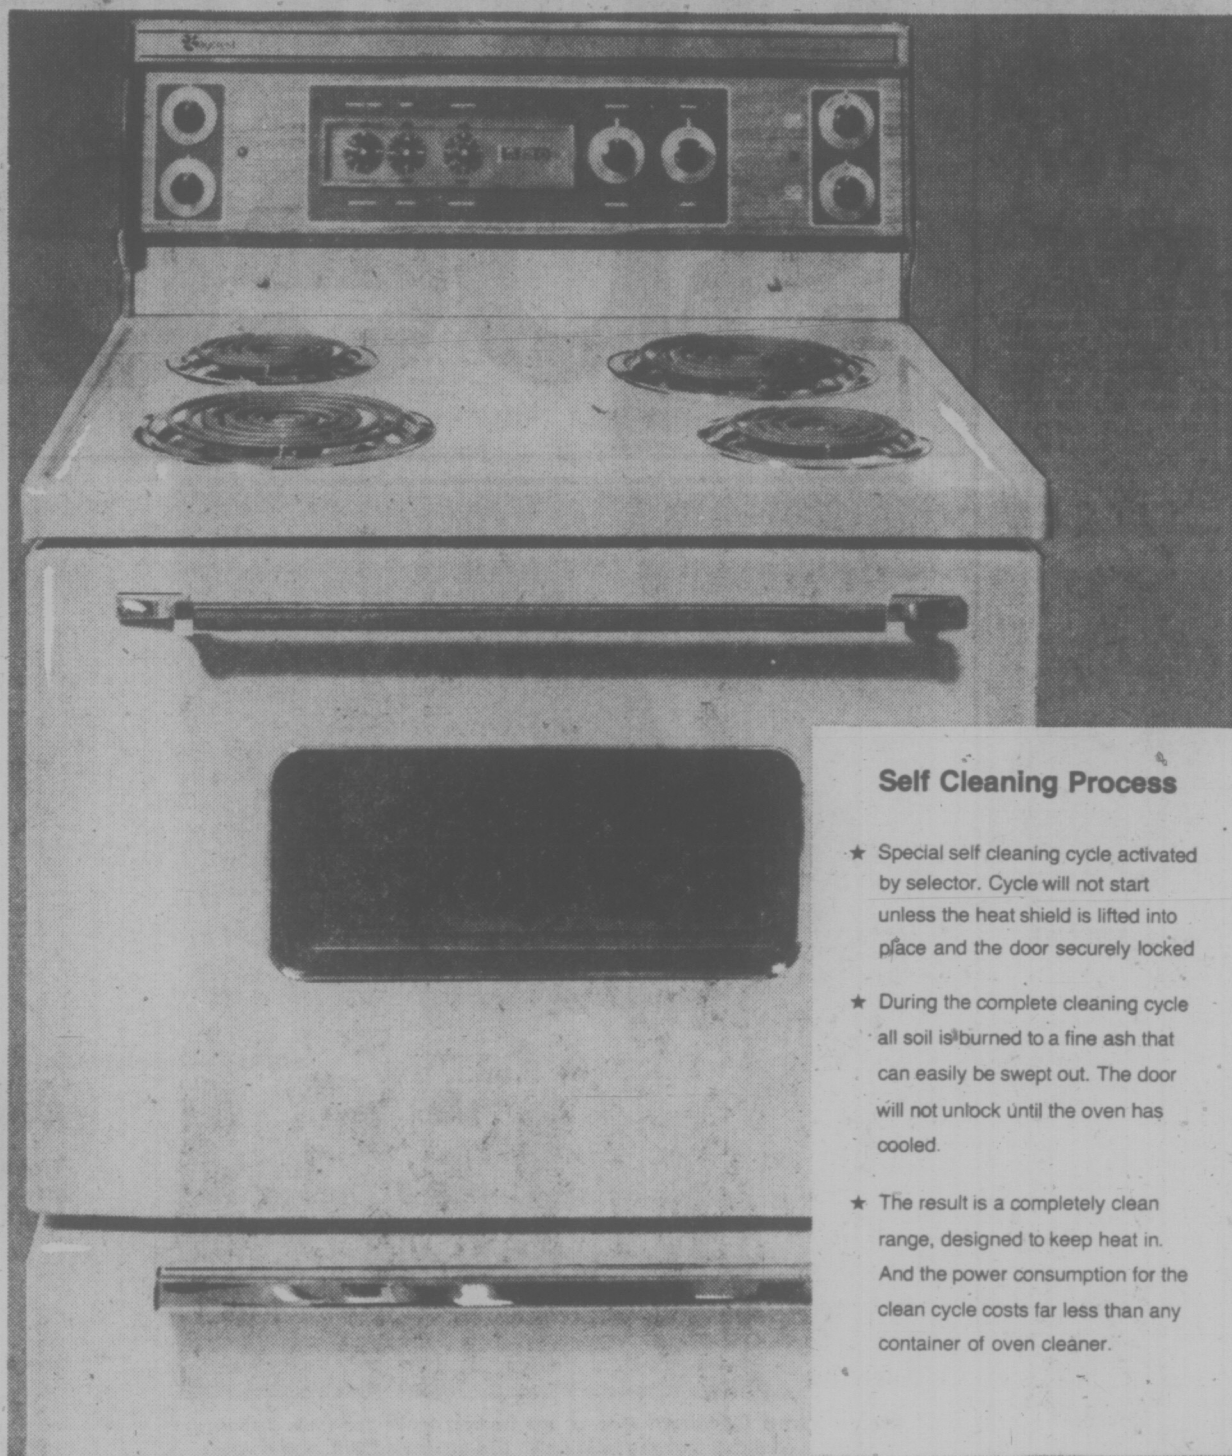 Self Cleaning Process
★ Special self cleaning cycle activated
by selector. Cycle will not start
unless the heat shield is lifted into
place and the door securely locked
★ During the complete cleaning cycle
all soil is burned to a fine ash that
can easily be swept out. The door
will not unlock until the oven has
cooled.
★ The result is a completely clean
range, designed to keep heat in.
And the power consumption for the
clean cycle costs far less than any
container of oven cleaner.